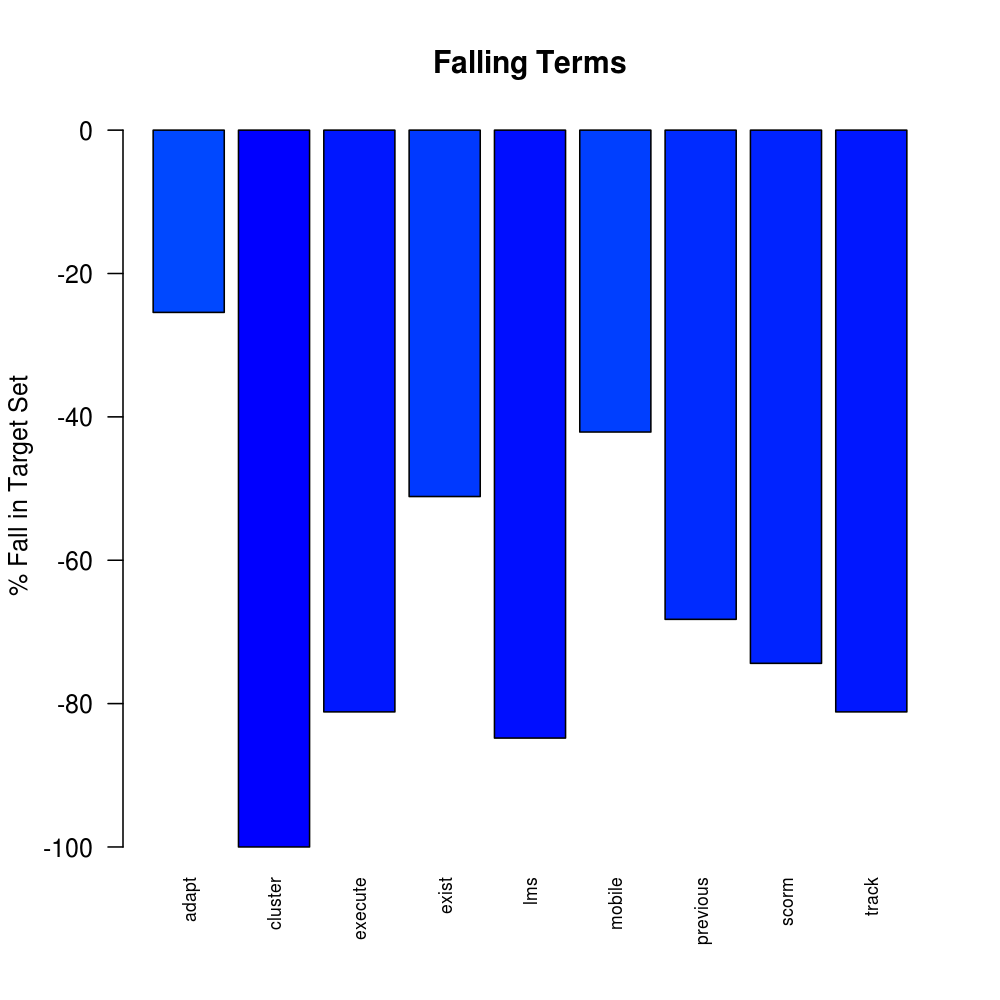 Falling Terms
% Fall in Target Set
0
-20
-40
-60
-80
-100
adapt
cluster
execute
exist
lms
mobile
previous
scorm
track